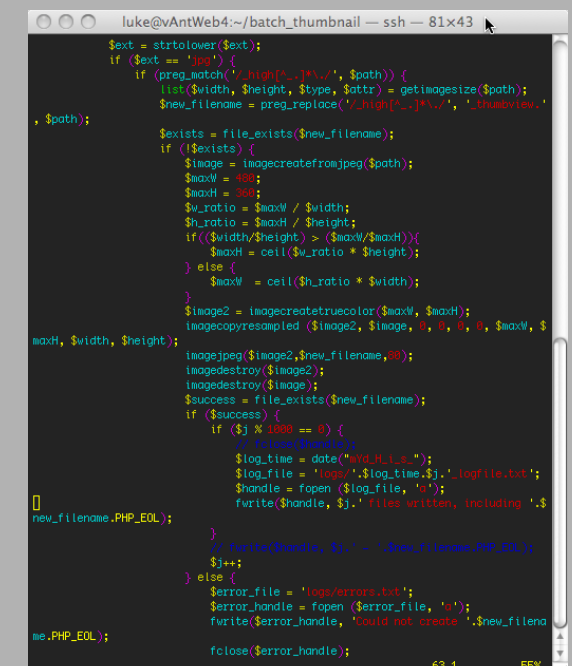 luke@vAntWeb4:~/batch_thumbnail — ssh — 81×43
$ext = strtolower($ext);
if ($ext == 'jpg') {
if (preg_match('/_high[^_.]*\./', $path)) {
list($width, $height, $type, $attr) = getimagesize($path);
$new_filename = preg_replace('/_high[^_.]*\./', '_thumbview.'
, $path);
$exists = file_exists($new_filename);
if (!$exists) {
$image = imagecreatefromjpeg($path);
$maxW = 480;
$maxH = 360;
$w_ratio = $maxW / $width;
$h_ratio = $maxH / $height;
if(($width/$height) > ($maxW/$maxH)){
$maxH = ceil($w_ratio * $height);
} else {
$maxW  = ceil($h_ratio * $width);
}
$image2 = imagecreatetruecolor($maxW, $maxH);
imagecopyresampled ($image2, $image, 0, 0, 0, 0, $maxW, $
maxH, $width, $height);
imagejpeg($image2,$new_filename,80);
imagedestroy($image2);
imagedestroy($image);
$success = file_exists($new_filename);
if ($success) {
if ($j % 1000 == 0) {
// fclose($handle);
$log_time = date("mYd_H_i_s_");
$log_file = 'logs/'.$log_time.$j.'_logfile.txt';
$handle = fopen ($log_file, 'a');
fwrite($handle, $j.' files written, including '.$
new_filename.PHP_EOL);
}
// fwrite($handle, $j.' - '.$new_filename.PHP_EOL);
$j++;
} else {
$error_file = 'logs/errors.txt';
$error_handle = fopen ($error_file, 'a');
fwrite($error_handle, 'Could not create '.$new_filena
me.PHP_EOL);
fclose($error_handle);
63,1 55%